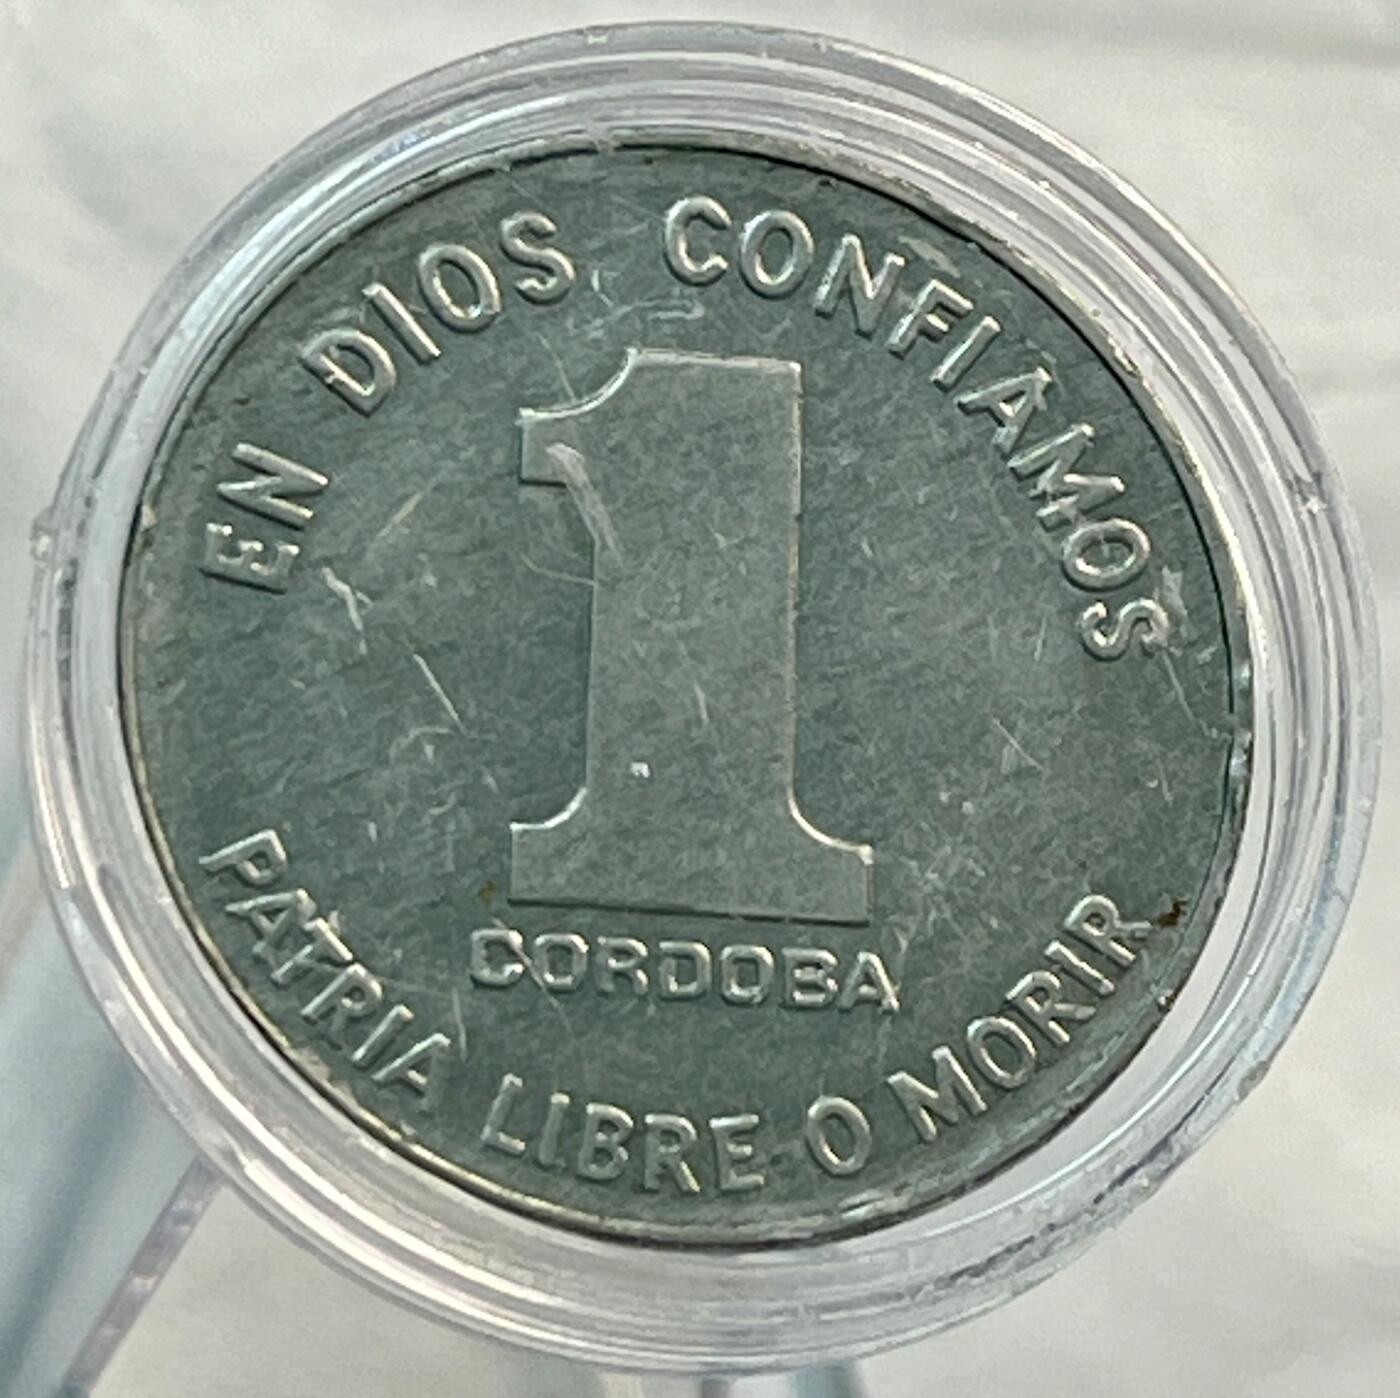 EN DIOS CONFIAMOS
1
CORDOBA
PATRIA LIBRE O MORIR